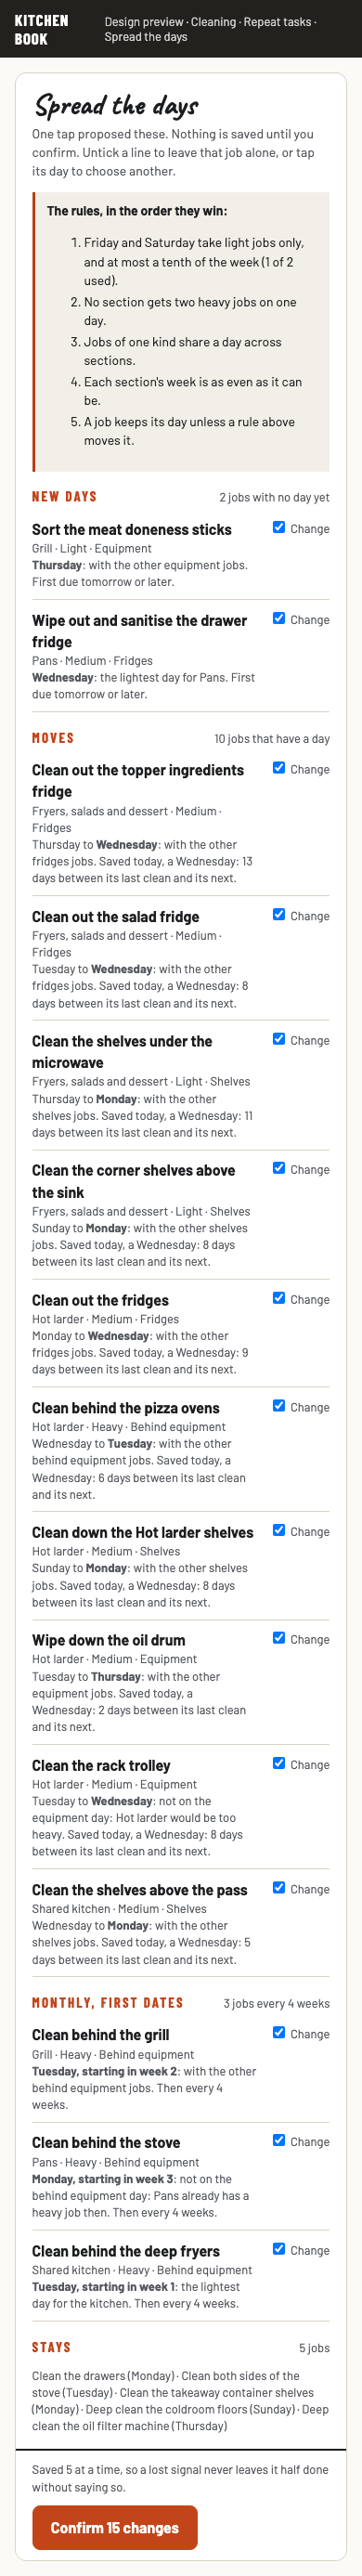 KITCHEN
BOOK
Design preview · Cleaning · Repeat tasks ·
Spread the days
Spread the days
One tap proposed these. Nothing is saved until you
confirm. Untick a line to leave that job alone, or tap
its day to choose another.
The rules, in the order they win:
1. Friday and Saturday take light jobs only,
and at most a tenth of the week (1 of 2
used).
2. No section gets two heavy jobs on one
day.
3. Jobs of one kind share a day across
sections.
4. Each section's week is as even as it can
be.
5. A job keeps its day unless a rule above
moves it.
NEW DAYS
2 jobs with no day yet
Sort the meat doneness sticks
Change
Grill · Light · Equipment
Thursday: with the other equipment jobs.
First due tomorrow or later.
Wipe out and sanitise the drawer
fridge
Change
Pans · Medium · Fridges
Wednesday: the lightest day for Pans. First
due tomorrow or later.
MOVES
10 jobs that have a day
Clean out the topper ingredients
fridge
Change
Fryers, salads and dessert · Medium ·
Fridges
Thursday to Wednesday: with the other
fridges jobs. Saved today, a Wednesday: 13
days between its last clean and its next.
Clean out the salad fridge
Change
Fryers, salads and dessert · Medium ·
Fridges
Tuesday to Wednesday: with the other
fridges jobs. Saved today, a Wednesday: 8
days between its last clean and its next.
Clean the shelves under the
microwave
Change
Fryers, salads and dessert · Light · Shelves
Thursday to Monday: with the other
shelves jobs. Saved today, a Wednesday: 11
days between its last clean and its next.
Clean the corner shelves above
the sink
Change
Fryers, salads and dessert · Light · Shelves
Sunday to Monday: with the other shelves
jobs. Saved today, a Wednesday: 8 days
between its last clean and its next.
Clean out the fridges
Change
Hot larder · Medium · Fridges
Monday to Wednesday: with the other
fridges jobs. Saved today, a Wednesday: 9
days between its last clean and its next.
Clean behind the pizza ovens
Change
Hot larder · Heavy · Behind equipment
Wednesday to Tuesday: with the other
behind equipment jobs. Saved today, a
Wednesday: 6 days between its last clean
and its next.
Clean down the Hot larder shelves
Change
Hot larder · Medium · Shelves
Sunday to Monday: with the other shelves
jobs. Saved today, a Wednesday: 8 days
between its last clean and its next.
Wipe down the oil drum
Change
Hot larder · Medium · Equipment
Tuesday to Thursday: with the other
equipment jobs. Saved today, a
Wednesday: 2 days between its last clean
and its next.
Clean the rack trolley
Change
Hot larder · Medium · Equipment
Tuesday to Wednesday: not on the
equipment day: Hot larder would be too
heavy. Saved today, a Wednesday: 8 days
between its last clean and its next.
Clean the shelves above the pass
Change
Shared kitchen · Medium · Shelves
Wednesday to Monday: with the other
shelves jobs. Saved today, a Wednesday: 5
days between its last clean and its next.
MONTHLY, FIRST DATES
3 jobs every 4 weeks
Clean behind the grill
Change
Grill · Heavy · Behind equipment
Tuesday, starting in week 2: with the other
behind equipment jobs. Then every 4
weeks.
Clean behind the stove
Change
Pans · Heavy · Behind equipment
Monday, starting in week 3: not on the
behind equipment day: Pans already has a
heavy job then. Then every 4 weeks.
Clean behind the deep fryers
Change
Shared kitchen · Heavy · Behind equipment
Tuesday, starting in week 1: the lightest
day for the kitchen. Then every 4 weeks.
STAYS
5 jobs
Clean the drawers (Monday) · Clean both sides of the
stove (Tuesday) · Clean the takeaway container shelves
(Monday) · Deep clean the coldroom floors (Sunday) · Deep
clean the oil filter machine (Thursday)
Saved 5 at a time, so a lost signal never leaves it half done
without saying so.
Confirm 15 changes